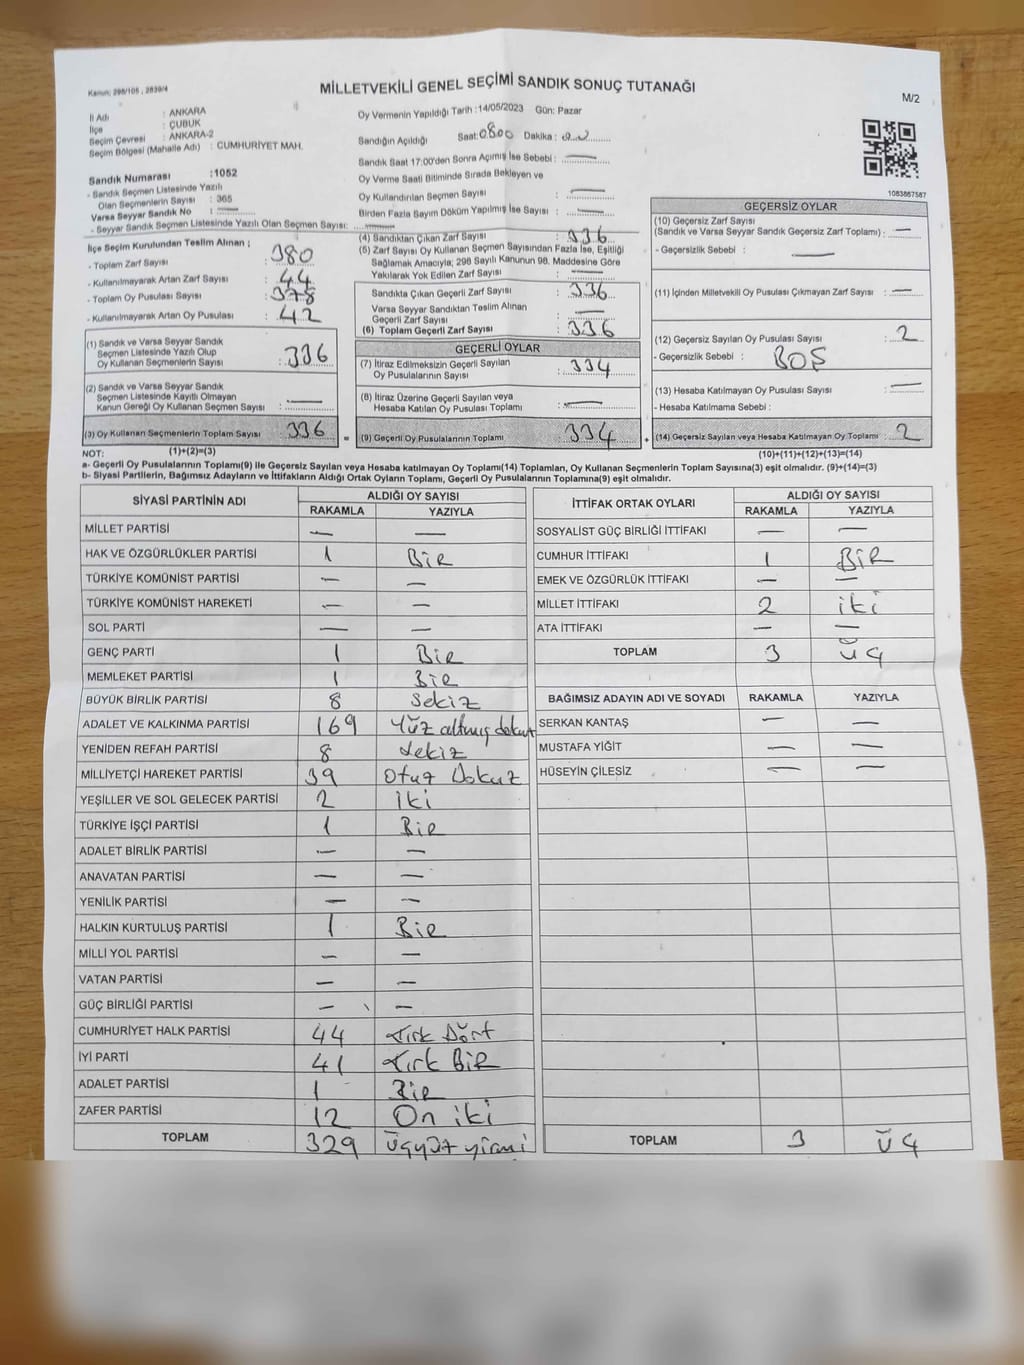 Kanun: 298/105 , 2839/4
MİLLETVEKİLİ GENEL SEÇİMİ SANDIK SONUÇ TUTANAĞI
M/2
İl Adı : ANKARA
İlçe : ÇUBUK
Seçim Çevresi : ANKARA-2
Seçim Bölgesi (Mahalle Adı) : CUMHURİYET MAH.
Oy Vermenin Yapıldığı Tarih :14/05/2023 Gün: Pazar
Sandığın Açıldığı Saat:0800 Dakika :
Sandık Saat 17:00'den Sonra Açımış İse Sebebi : —
Oy Verme Saati Bitiminde Sırada Bekleyen ve
Oy Kullandırılan Seçmen Sayısı : —
Birden Fazla Sayım Döküm Yapılmış İse Sayısı : —
1083867587
Sandık Numarası :1052
- Sandık Seçmen Listesinde Yazılı
Olan Seçmenlerin Sayısı : 365
Varsa Seyyar Sandık No : —
- Seyyar Sandık Seçmen Listesinde Yazılı Olan Seçmen Sayısı: —
İlçe Seçim Kurulundan Teslim Alınan ;
- Toplam Zarf Sayısı : 380
- Kullanılmayarak Artan Zarf Sayısı : 44
- Toplam Oy Pusulası Sayısı : 378
- Kullanılmayarak Artan Oy Pusulası : 42
(1) Sandık ve Varsa Seyyar Sandık
Seçmen Listesinde Yazılı Olup
Oy Kullanan Seçmenlerin Sayısı : 336
(2) Sandık ve Varsa Seyyar Sandık
Seçmen Listesinde Kayıtlı Olmayan
Kanun Gereği Oy Kullanan Seçmen Sayısı : —
(3) Oy Kullanan Seçmenlerin Toplam Sayısı : 336
(4) Sandıktan Çıkan Zarf Sayısı : 336
(5) Zarf Sayısı Oy Kullanan Seçmen Sayısından Fazla İse, Eşitliği
Sağlamak Amacıyla, 298 Sayılı Kanunun 98. Maddesine Göre
Yakılarak Yok Edilen Zarf Sayısı : —
Sandıkta Çıkan Geçerli Zarf Sayısı : 336
Varsa Seyyar Sandıktan Teslim Alınan
Geçerli Zarf Sayısı : —
(6) Toplam Geçerli Zarf Sayısı : 336
GEÇERLİ OYLAR
(7) İtiraz Edilmeksizin Geçerli Sayılan
Oy Pusulalarının Sayısı : 334
(8) İtiraz Üzerine Geçerli Sayılan veya
Hesaba Katılan Oy Pusulası Toplamı : —
= (9) Geçerli Oy Pusulalarının Toplamı : 334
GEÇERSİZ OYLAR
(10) Geçersiz Zarf Sayısı
(Sandık ve Varsa Seyyar Sandık Geçersiz Zarf Toplamı) : —
- Geçersizlik Sebebi : —
(11) İçinden Milletvekili Oy Pusulası Çıkmayan Zarf Sayısı : —
(12) Geçersiz Sayılan Oy Pusulası Sayısı : 2
- Geçersizlik Sebebi : BOŞ
(13) Hesaba Katılmayan Oy Pusulası Sayısı : —
- Hesaba Katılmama Sebebi :
+ (14) Geçersiz Sayılan veya Hesaba Katılmayan Oy Toplamı : 2
NOT: (1)+(2)=(3) (10)+(11)+(12)+(13)=(14)
a- Geçerli Oy Pusulalarının Toplamı(9) ile Geçersiz Sayılan veya Hesaba katılmayan Oy Toplamı(14) Toplamları, Oy Kullanan Seçmenlerin Toplam Sayısına(3) eşit olmalıdır. (9)+(14)=(3)
b- Siyasi Partilerin, Bağımsız Adayların ve İttifakların Aldığı Ortak Oyların Toplamı, Geçerli Oy Pusulalarının Toplamına(9) eşit olmalıdır.
SİYASİ PARTİNİN ADI ALDIĞI OY SAYISI
RAKAMLA YAZIYLA
MİLLET PARTİSİ — —
HAK VE ÖZGÜRLÜKLER PARTİSİ 1 BİR
TÜRKİYE KOMÜNİST PARTİSİ — —
TÜRKİYE KOMÜNİST HAREKETİ — —
SOL PARTİ — —
GENÇ PARTİ 1 BİR
MEMLEKET PARTİSİ 1 BİR
BÜYÜK BİRLİK PARTİSİ 8 Sekiz
ADALET VE KALKINMA PARTİSİ 169 Yüz altmış dokuz
YENİDEN REFAH PARTİSİ 8 Sekiz
MİLLİYETÇİ HAREKET PARTİSİ 39 Otuz Dokuz
YEŞİLLER VE SOL GELECEK PARTİSİ 2 iki
TÜRKİYE İŞÇİ PARTİSİ 1 Bir
ADALET BİRLİK PARTİSİ — —
ANAVATAN PARTİSİ — —
YENİLİK PARTİSİ — —
HALKIN KURTULUŞ PARTİSİ 1 Bir
MİLLİ YOL PARTİSİ — —
VATAN PARTİSİ — —
GÜÇ BİRLİĞİ PARTİSİ — —
CUMHURİYET HALK PARTİSİ 44 Kırk Dört
İYİ PARTİ 41 Kırk Bir
ADALET PARTİSİ 1 Bir
ZAFER PARTİSİ 12 On iki
TOPLAM 329 Üçyüz yirmi
İTTİFAK ORTAK OYLARI ALDIĞI OY SAYISI
RAKAMLA YAZIYLA
SOSYALİST GÜÇ BİRLİĞİ İTTİFAKI — —
CUMHUR İTTİFAKI 1 BİR
EMEK VE ÖZGÜRLÜK İTTİFAKI — —
MİLLET İTTİFAKI 2 iki
ATA İTTİFAKI — —
TOPLAM 3 ÜÇ
BAĞIMSIZ ADAYIN ADI VE SOYADI RAKAMLA YAZIYLA
SERKAN KANTAŞ — —
MUSTAFA YİĞİT — —
HÜSEYİN ÇİLESİZ — —
TOPLAM 3 ÜÇ